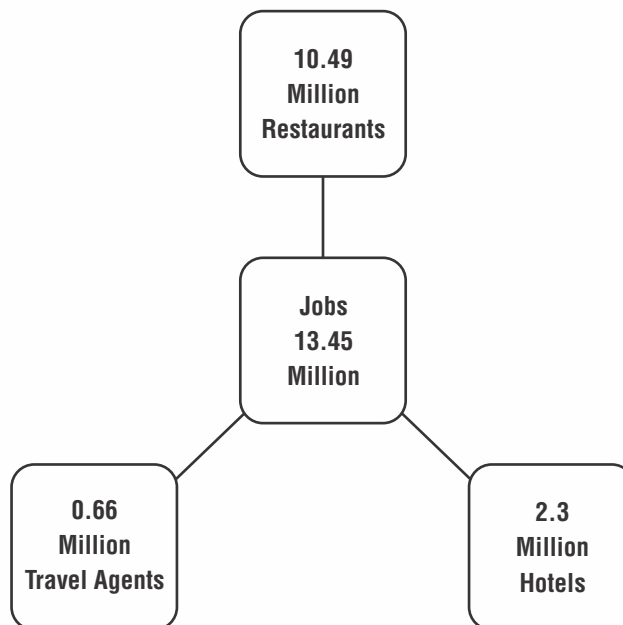 10.49
Million
Restaurants
Jobs
13.45
Million
0.66
Million
Travel Agents
2.3
Million
Hotels